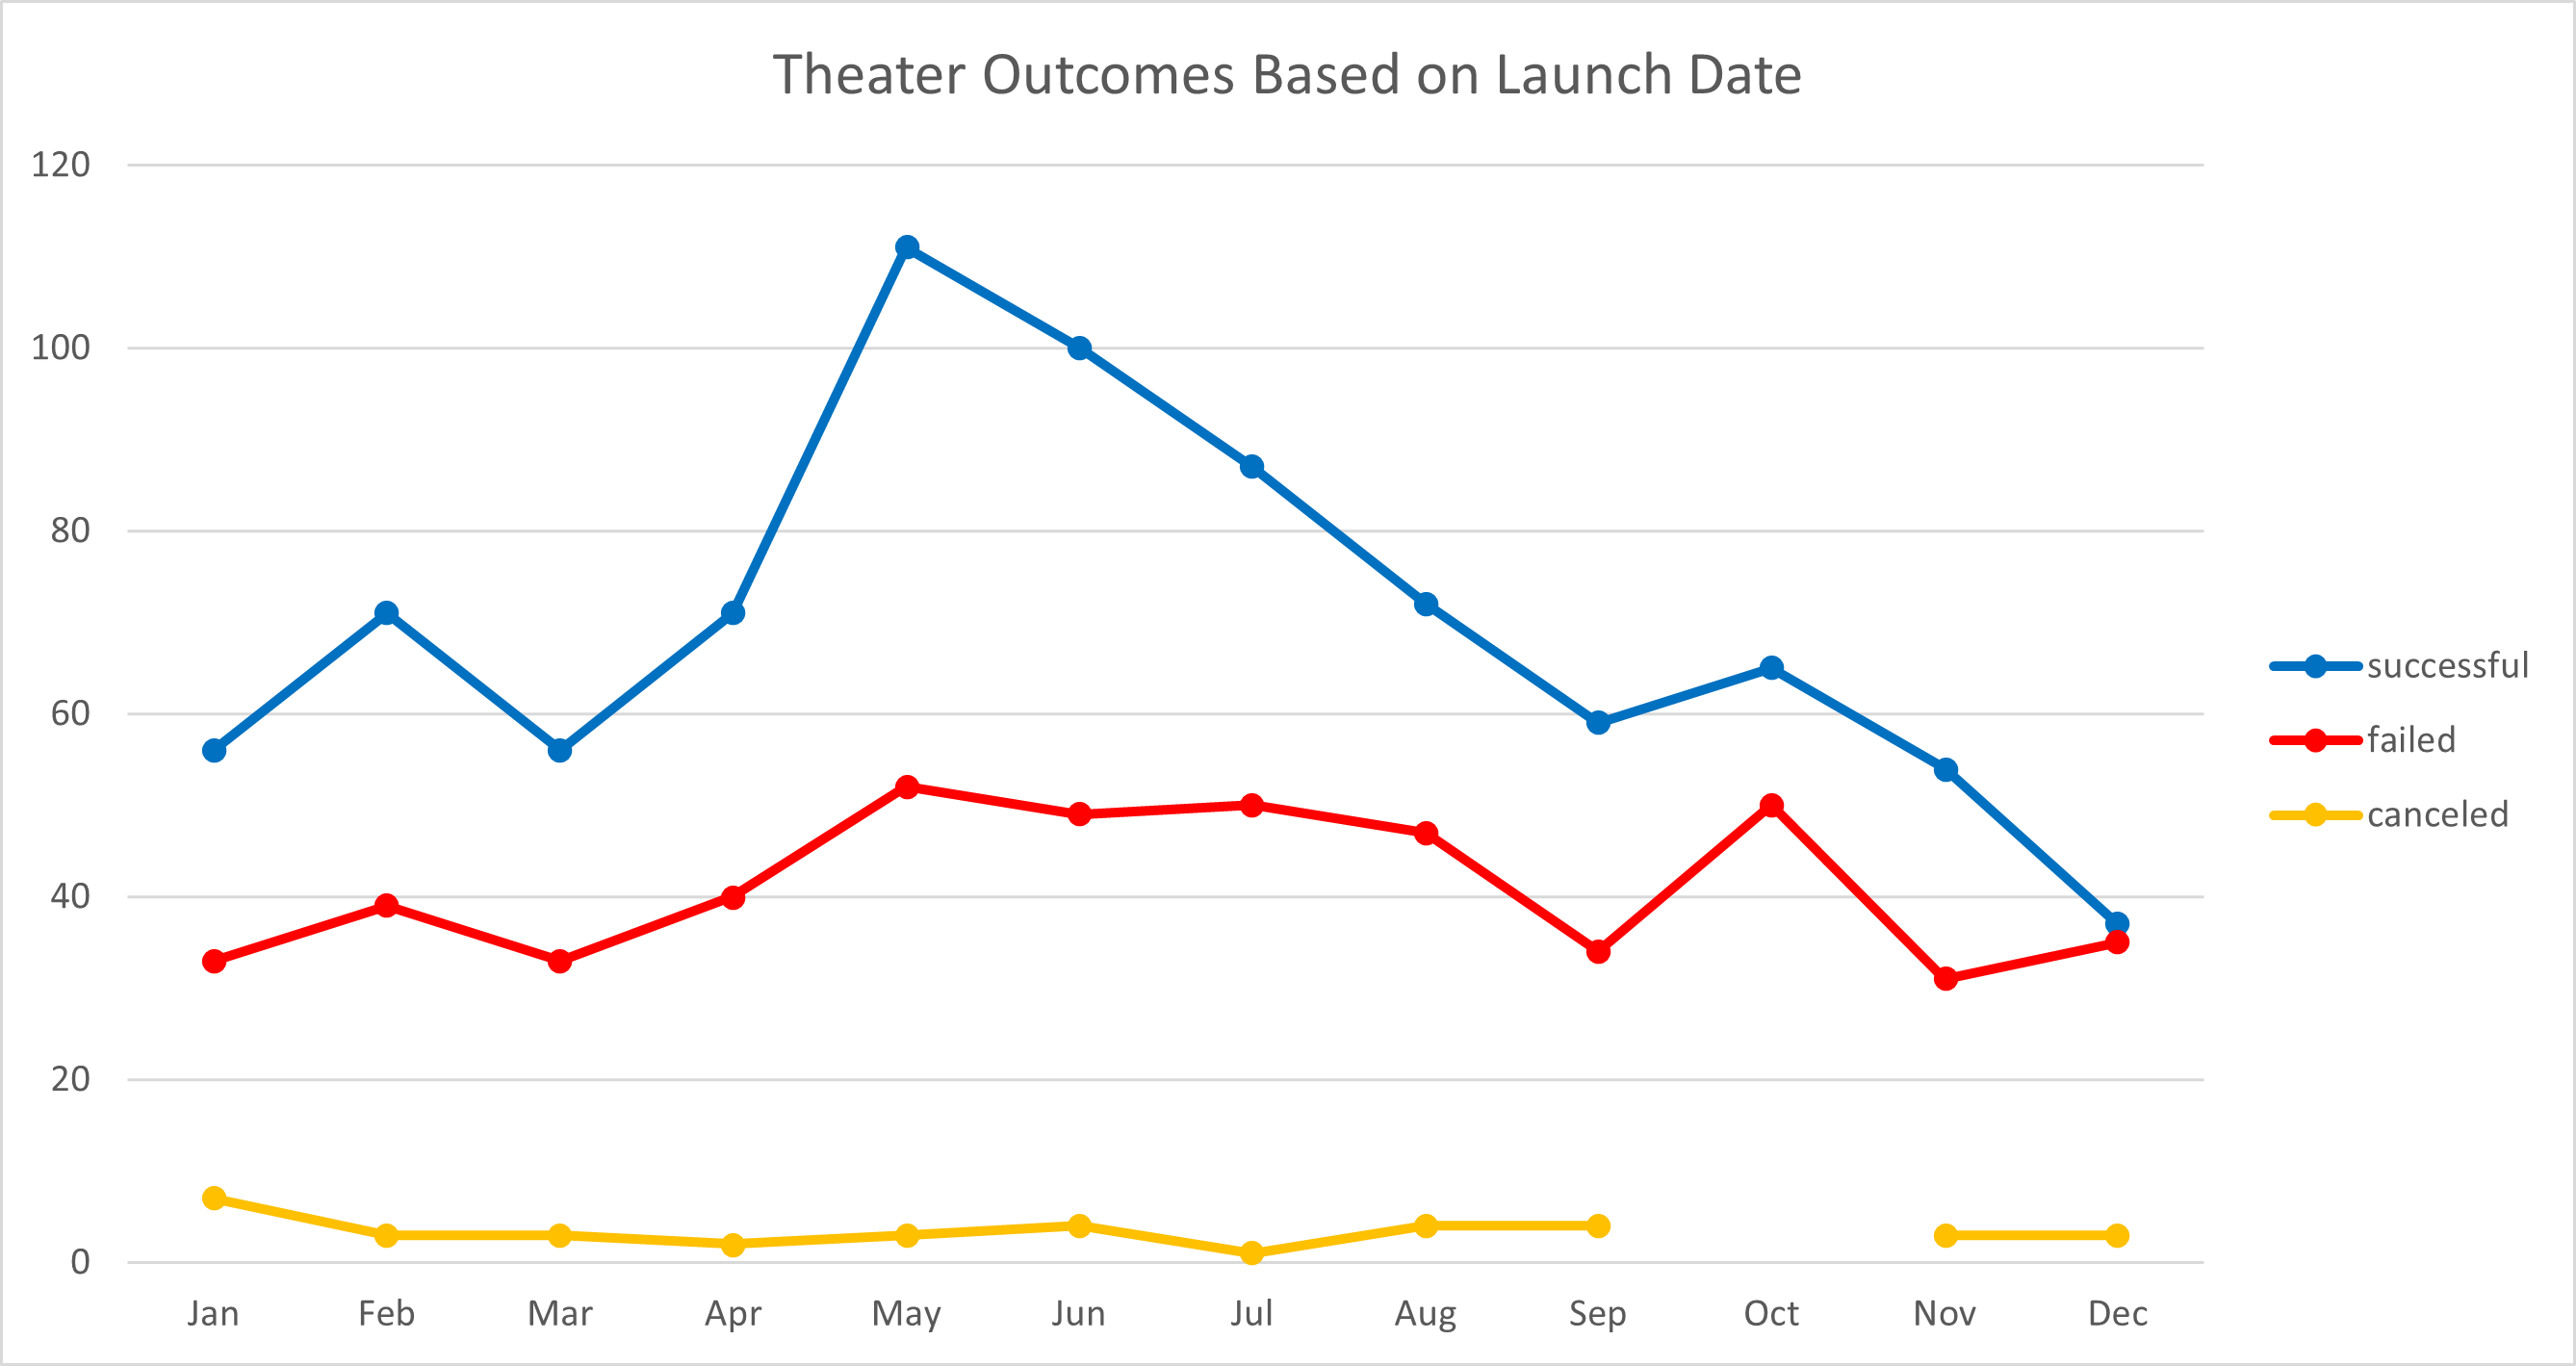 Theater Outcomes Based on Launch Date
120
100
80
60
40
20
0
Jan Feb Mar Apr May Jun Jul Aug Sep Oct Nov Dec
successful
failed
canceled